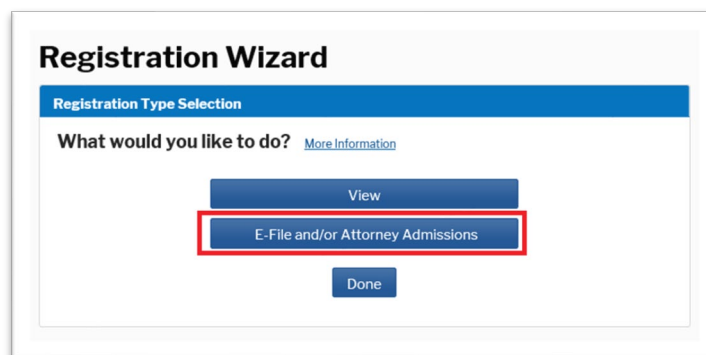 Registration Wizard
Registration Type Selection
What would you like to do? More Information
View
E-File and/or Attorney Admissions
Done